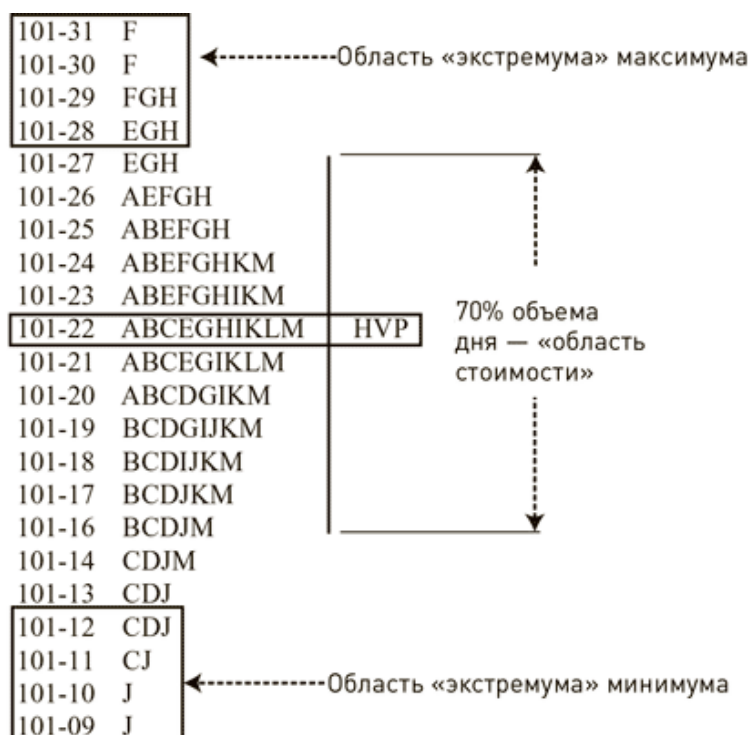 101-31 F
101-30 F
Область «экстремума» максимума
101-29 FGH
101-28 EGH
101-27 EGH
101-26 AEFGH
101-25 ABEFGH
101-24 ABEFGHKM
101-23 ABEFGHIKM
101-22 ABCEGHIKLM HVP
70% объема
дня — «область
стоимости»
101-21 ABCEGIKLM
101-20 ABCDGIKM
101-19 BCDGIJKM
101-18 BCDIJKM
101-17 BCDJKM
101-16 BCDJM
101-14 CDJM
101-13 CDJ
101-12 CDJ
101-11 CJ
Область «экстремума» минимума
101-10 J
101-09 J